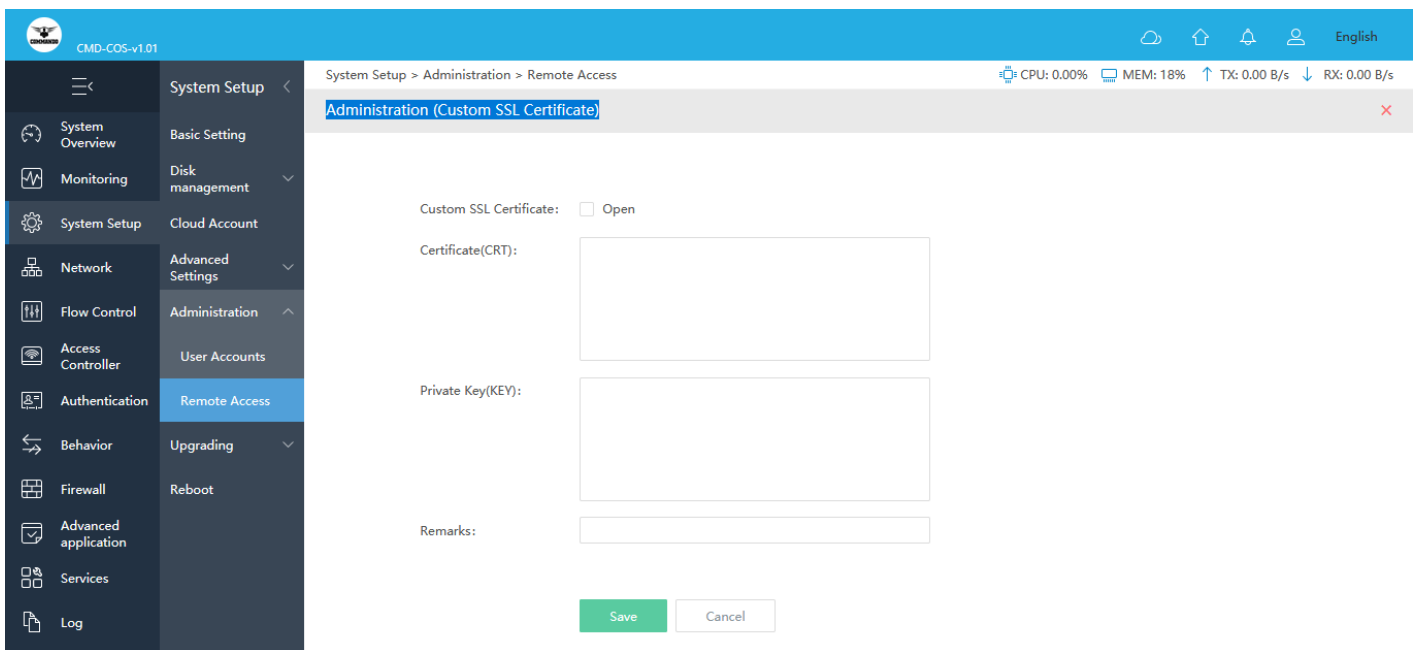 COMMANDO
CMD-COS-v1.01
English
System Setup
System Setup > Administration > Remote Access
CPU: 0.00%
MEM: 18%
TX: 0.00 B/s
RX: 0.00 B/s
Administration (Custom SSL Certificate)
System
Overview
Monitoring
System Setup
Network
Flow Control
Access
Controller
Authentication
Behavior
Firewall
Advanced
application
Services
Log
Basic Setting
Disk
management
Cloud Account
Advanced
Settings
Administration
User Accounts
Remote Access
Upgrading
Reboot
Custom SSL Certificate: Open
Certificate(CRT):
Private Key(KEY):
Remarks:
Save Cancel